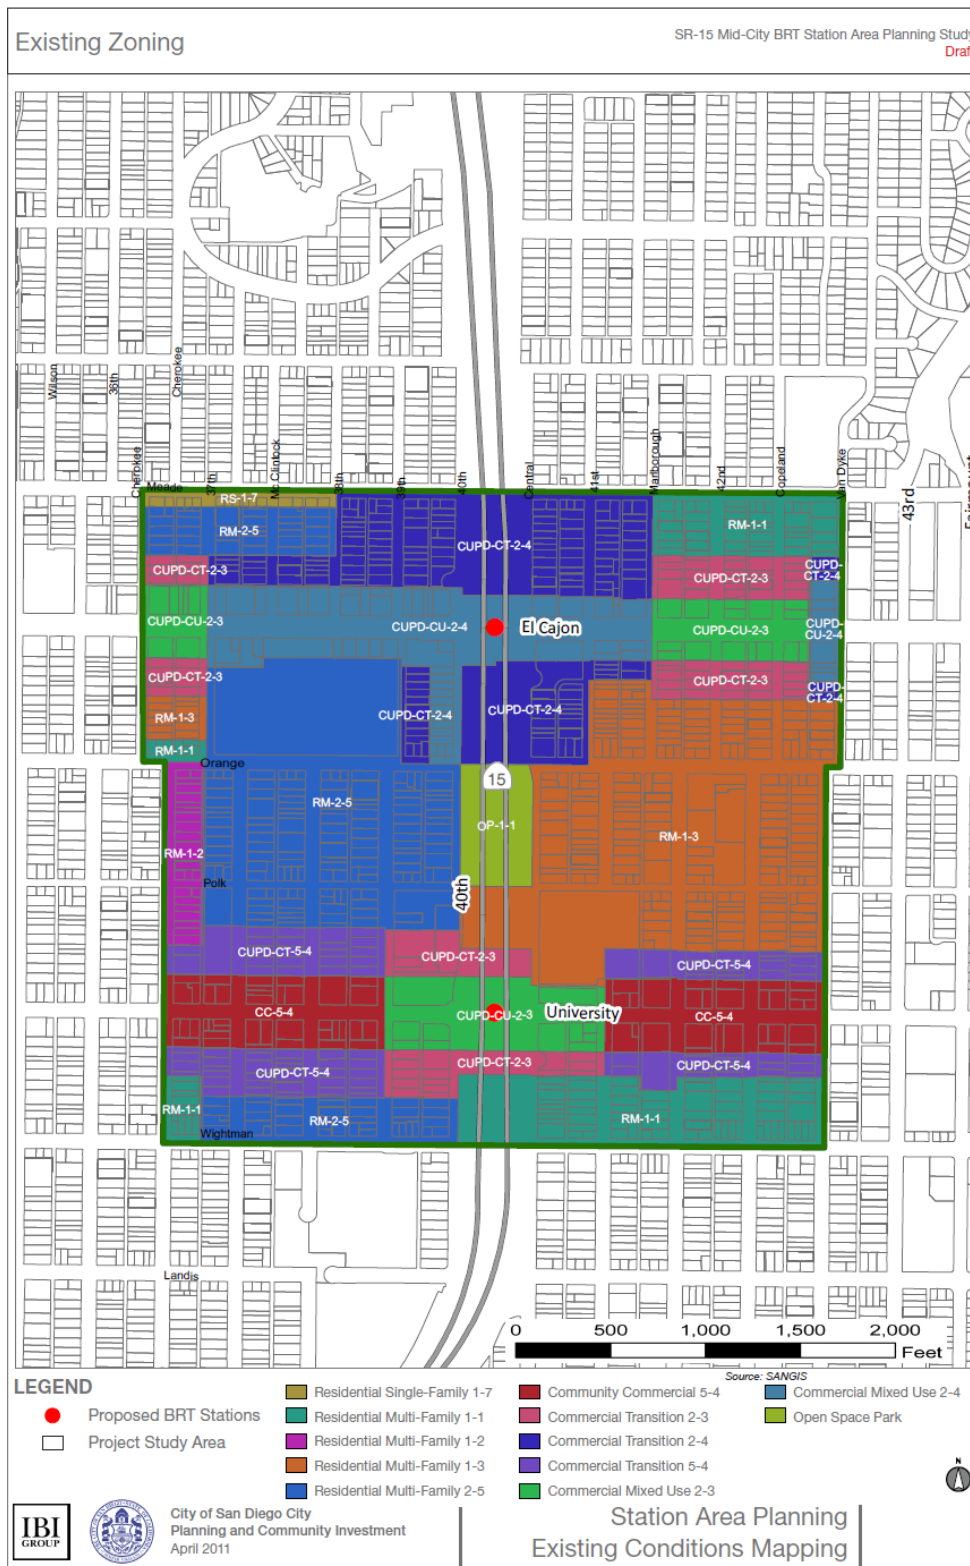 Existing Zoning
SR-15 Mid-City BRT Station Area Planning Study
Draf
Wilson
36th
Cherokee
Cherokee
Meade
37th
Mc Clintock
38th
39th
40th
Central
41st
Marlborough
42nd
Copeland
Van Dyke
43rd
Fairmount
RS-1-7
RM-2-5
CUPD-CT-2-4
RM-1-1
CUPD-CT-2-3
CUPD-CT-2-3
CUPD-
CT-2-4
CUPD-CU-2-3
CUPD-CU-2-4
El Cajon
CUPD-CU-2-3
CUPD-
CU-2-4
CUPD-CT-2-3
CUPD-CT-2-3
CUPD-
CT-2-4
RM-1-3
CUPD-CT-2-4
CUPD-CT-2-4
RM-1-1
Orange
15
RM-2-5
OP-1-1
RM-1-3
RM-1-2
Polk
40th
CUPD-CT-5-4
CUPD-CT-2-3
CUPD-CT-5-4
CC-5-4
CUPD-CU-2-3
University
CC-5-4
CUPD-CT-5-4
CUPD-CT-2-3
CUPD-CT-5-4
RM-1-1
RM-2-5
RM-1-1
Wightman
Landis
0 500 1,000 1,500 2,000
Feet
Source: SANGIS
LEGEND
Proposed BRT Stations
Project Study Area
Residential Single-Family 1-7
Residential Multi-Family 1-1
Residential Multi-Family 1-2
Residential Multi-Family 1-3
Residential Multi-Family 2-5
Community Commercial 5-4
Commercial Transition 2-3
Commercial Transition 2-4
Commercial Transition 5-4
Commercial Mixed Use 2-3
Commercial Mixed Use 2-4
Open Space Park
N
IBI
GROUP
City of San Diego City
Planning and Community Investment
April 2011
Station Area Planning
Existing Conditions Mapping